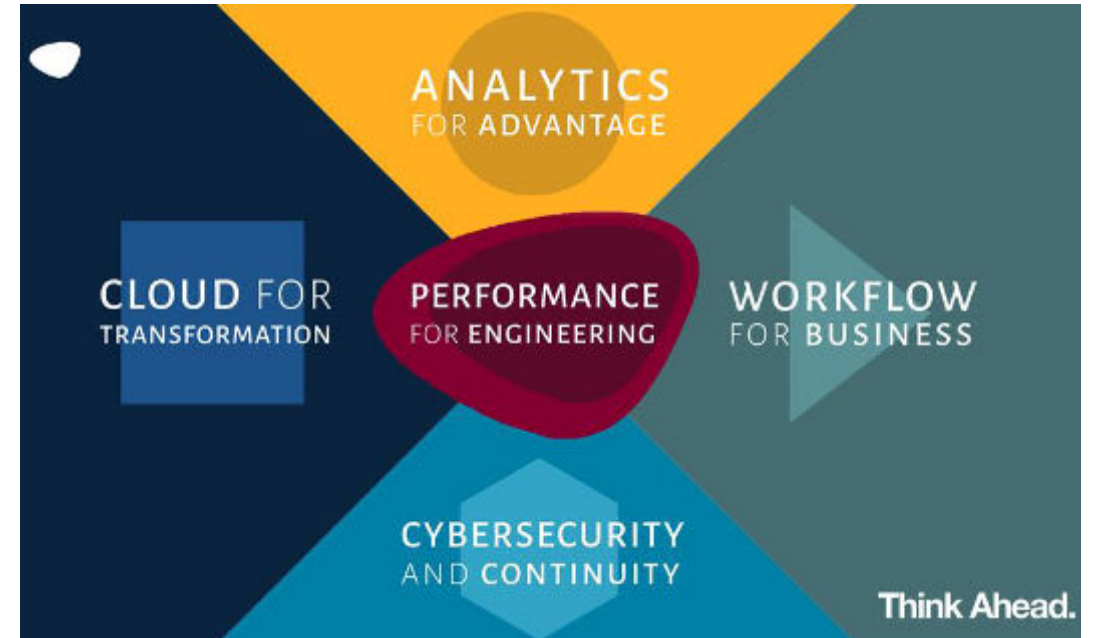 ANALYTICS
FOR ADVANTAGE
CLOUD FOR
TRANSFORMATION
PERFORMANCE
FOR ENGINEERING
WORKFLOW
FOR BUSINESS
CYBERSECURITY
AND CONTINUITY
Think Ahead.